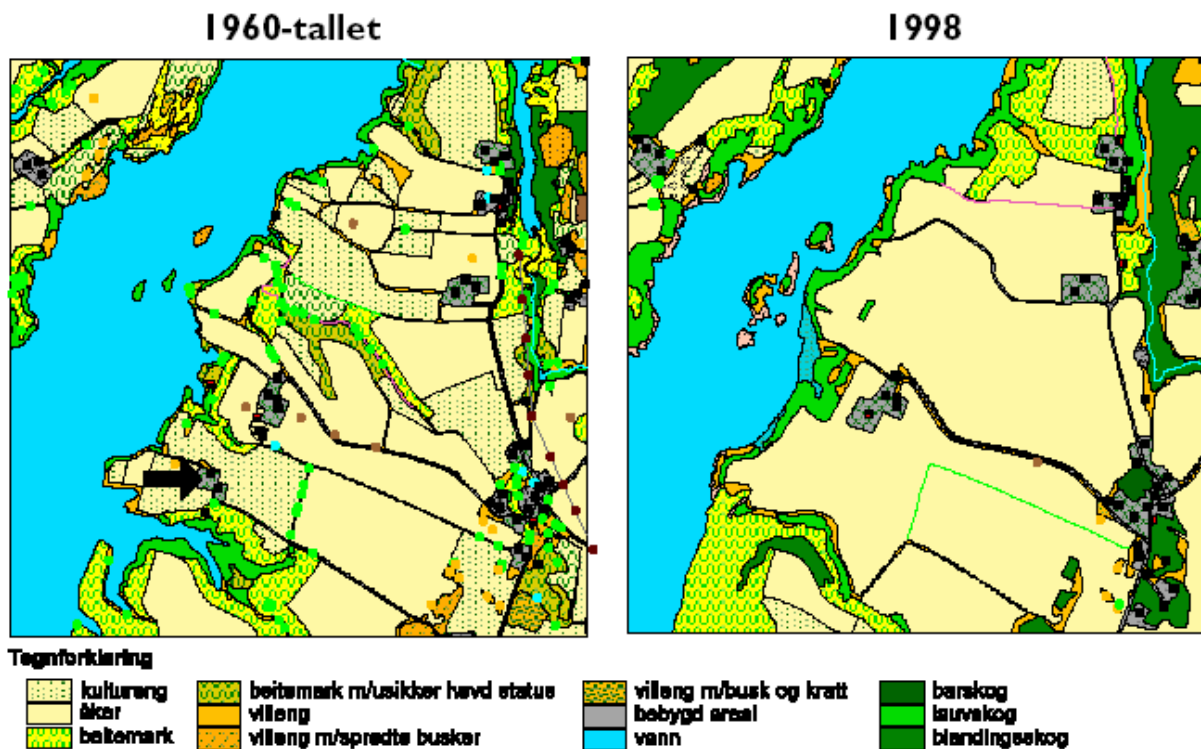 1960-tallet 1998
Tegnforklaring
kultureng beitemark m/usikker hevd status villeng m/busk og kratt barskog
åker villeng bebygd areal lauvskog
beitemark villeng m/spredte busker vann blandingsskog